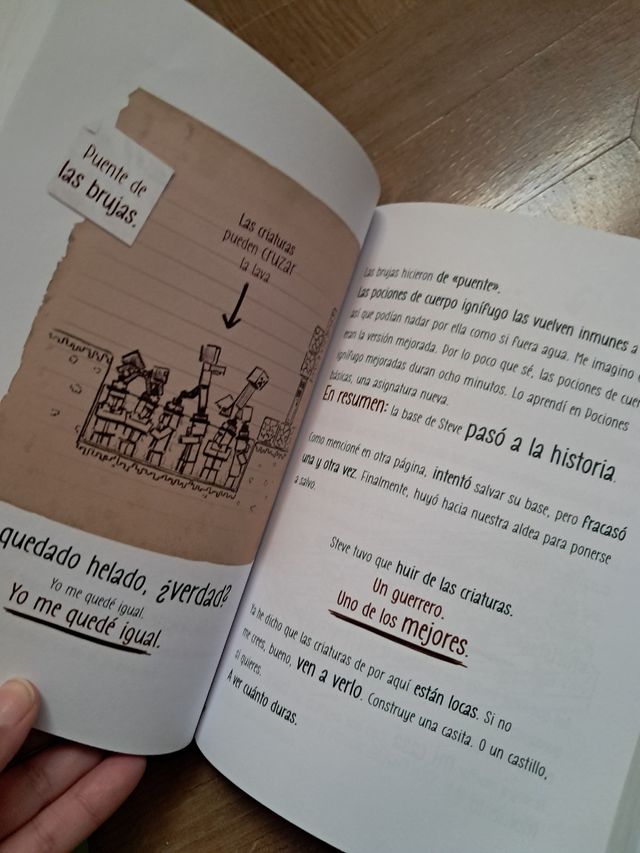 Puente de
las brujas.
Las criaturas
pueden cruzar
la lava
quedado helado, ¿verdad?
Yo me quedé igual.
Yo me quedé igual.
Las brujas hicieron de «puente».
Las pociones de cuerpo ignífugo las vuelven inmunes a
así que podían nadar por ella como si fuera agua. Me imagino
eran la versión mejorada. Por lo poco que sé, las pociones de
ignífugo mejoradas duran ocho minutos. Lo aprendí en Pociones
básicas, una asignatura nueva.
En resumen: la base de Steve pasó a la historia.
Como mencioné en otra página, intentó salvar su base, pero fracasó
una y otra vez. Finalmente, huyó hacia nuestra aldea para ponerse
a salvo.
Steve tuvo que huir de las criaturas.
Un guerrero.
Uno de los mejores.
Ya he dicho que las criaturas de por aquí están locas. Si no
me crees, bueno, ven a verlo. Construye una casita. O un castillo,
si quieres.
A ver cuánto duras.